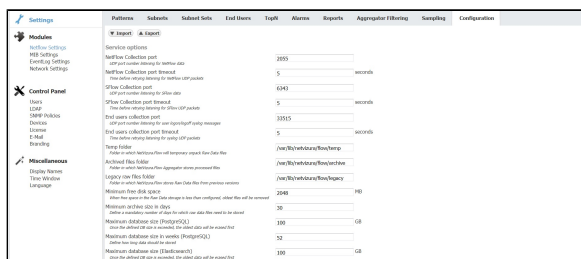 Settings
Patterns Subnets Subnet Sets End Users TopN Alarms Reports Aggregator Filtering Sampling Configuration
Modules
Netflow Settings
MIB Settings
EventLog Settings
Network Settings
Control Panel
Users
LDAP
SNMP Policies
Devices
License
E-Mail
Branding
Miscellaneous
Display Names
Time Window
Language
Import Export
Service options
NetFlow Collection port 2055
UDP port number listening for NetFlow data
NetFlow Collection port timeout 5 seconds
Time before retrying listening for NetFlow UDP packets
SFlow Collection port 6343
UDP port number listening for SFlow data
SFlow Collection port timeout 5 seconds
Time before retrying listening for SFlow UDP packets
End users collection port 33515
UDP port number listening for user logon/logoff syslog messages
End users collection port timeout 5 seconds
Time before retrying listening for syslog UDP packets
Temp folder /var/lib/netvizura/flow/temp
Folder in which NetVizura Flow will temporary unpack Raw Data files
Archived files folder /var/lib/netvizura/flow/archive
Folder in which NetVizura Flow Aggregator stores processed files
Legacy raw files folder /var/lib/netvizura/flow/legacy
Folder in which NetVizura Flow stores Raw Data files from previous versions
Minimum free disk space 2048 MB
When free space in the Raw Data storage is less than configured, oldest files will be removed
Minimum archive size in days 30
Define a mandatory number of days for which raw data files need to be stored
Maximum database size [PostgreSQL] 100 GB
Once the defined DB size is exceeded, the oldest data will be erased first
Maximum database size in weeks [PostgreSQL] 52
Define how long data should be stored
Maximum database size [Elasticsearch] 100 GB
Once the defined DB size is exceeded, the oldest data will be erased first